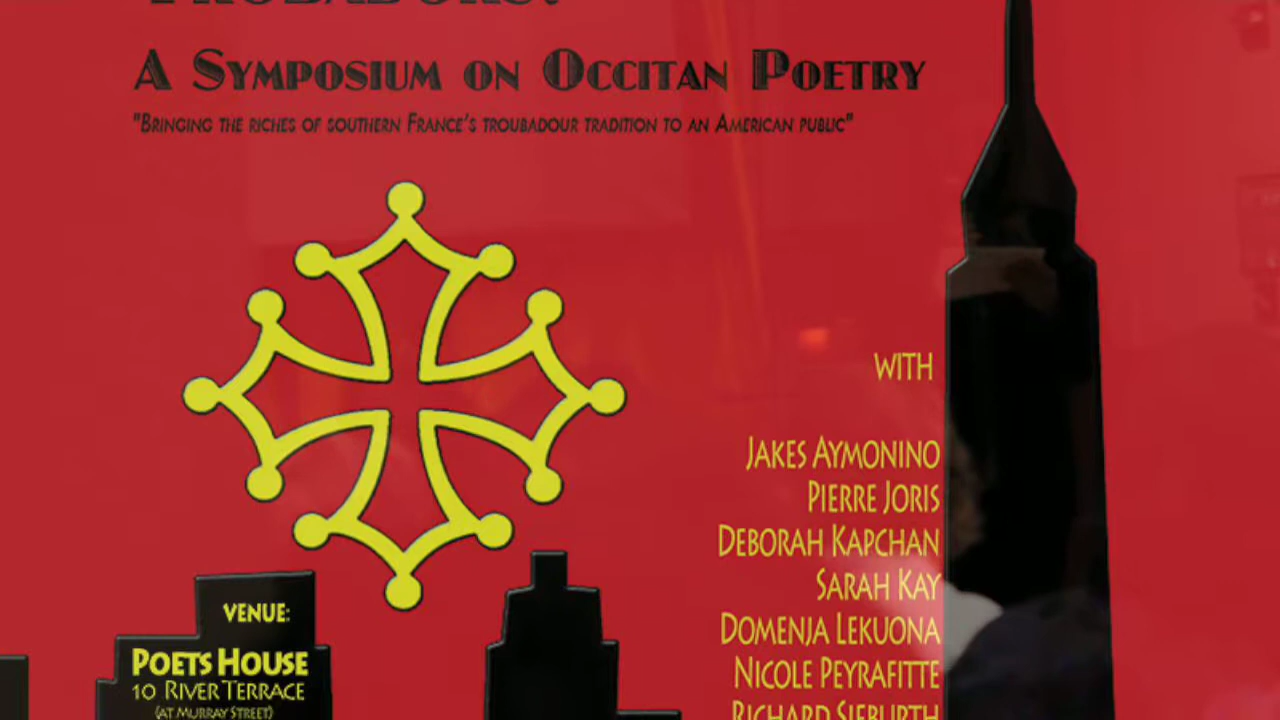 A SYMPOSIUM ON OCCITAN POETRY
"BRINGING THE RICHES OF SOUTHERN FRANCE'S TROUBADOUR TRADITION TO AN AMERICAN PUBLIC"
WITH
JAKES AYMONINO
PIERRE JORIS
DEBORAH KAPCHAN
SARAH KAY
DOMENJA LEKUONA
NICOLE PEYRAFITTE
RICHARD SIEBURTH
VENUE:
POETS HOUSE
10 RIVER TERRACE
(AT MURRAY STREET)